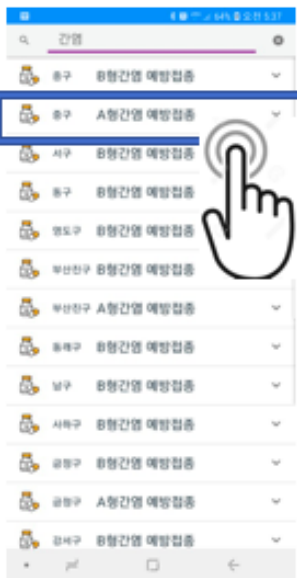 64% 오전 5:37
간염
중구 B형간염 예방접종
중구 A형간염 예방접종
서구 B형간염 예방접종
동구 B형간염 예방접종
영도구 B형간염 예방접종
부산진구 B형간염 예방접종
부산진구 A형간염 예방접종
동래구 B형간염 예방접종
남구 B형간염 예방접종
사하구 B형간염 예방접종
금정구 B형간염 예방접종
금정구 A형간염 예방접종
강서구 B형간염 예방접종